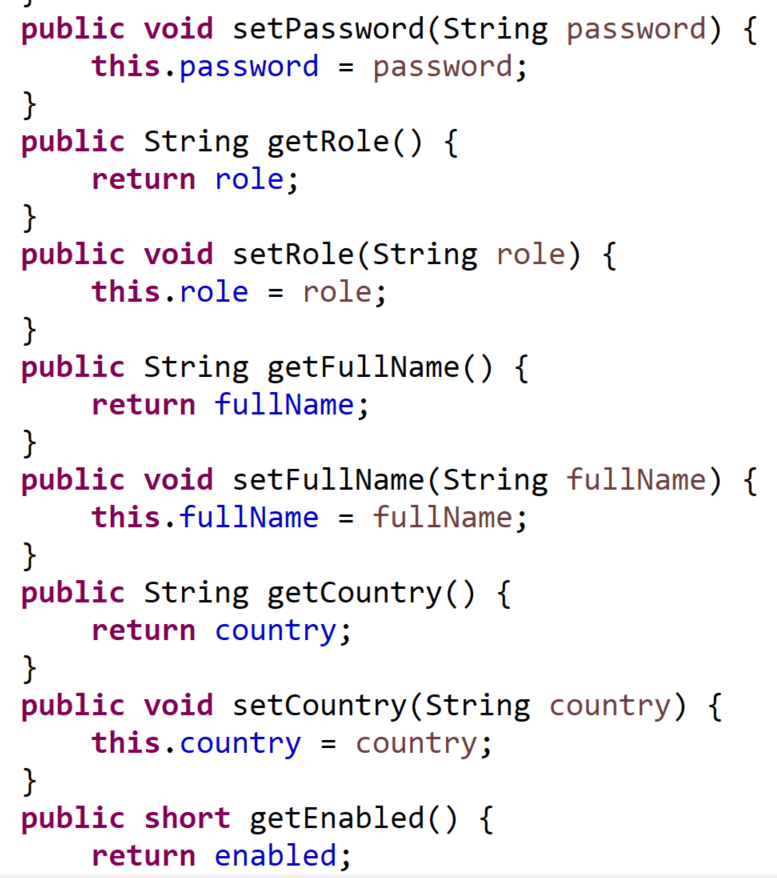 }
public void setPassword(String password) {
    this.password = password;
}
public String getRole() {
    return role;
}
public void setRole(String role) {
    this.role = role;
}
public String getFullName() {
    return fullName;
}
public void setFullName(String fullName) {
    this.fullName = fullName;
}
public String getCountry() {
    return country;
}
public void setCountry(String country) {
    this.country = country;
}
public short getEnabled() {
    return enabled;